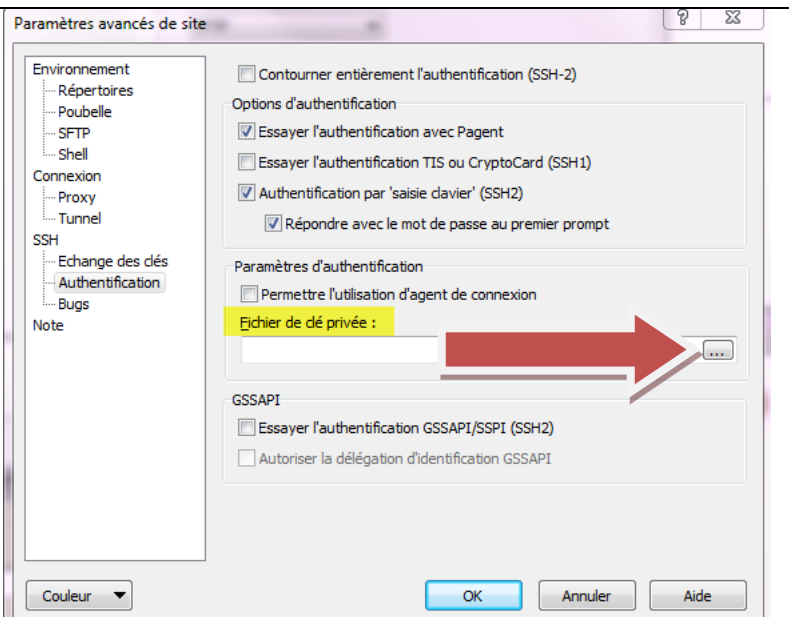 Paramètres avancés de site
Environnement
Répertoires
Poubelle
SFTP
Shell
Connexion
Proxy
Tunnel
SSH
Echange des clés
Authentification
Bugs
Note
Contourner entièrement l'authentification (SSH-2)
Options d'authentification
Essayer l'authentification avec Pagent
Essayer l'authentification TIS ou CryptoCard (SSH1)
Authentification par 'saisie clavier' (SSH2)
Répondre avec le mot de passe au premier prompt
Paramètres d'authentification
Permettre l'utilisation d'agent de connexion
Fichier de clé privée :
...
GSSAPI
Essayer l'authentification GSSAPI/SSPI (SSH2)
Autoriser la délégation d'identification GSSAPI
Couleur
OK
Annuler
Aide